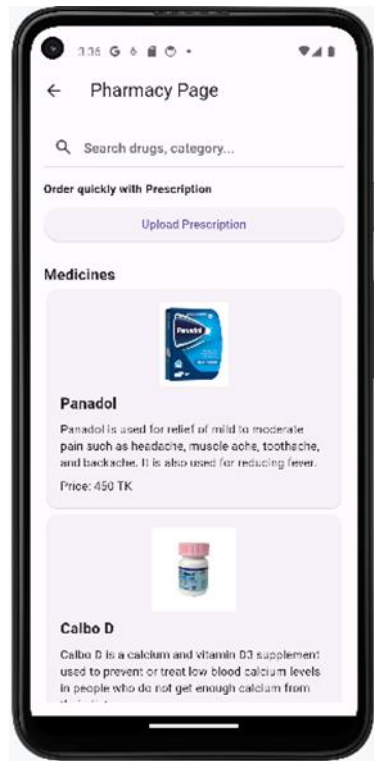 3:36 G
Pharmacy Page
Search drugs, category...
Order quickly with Prescription
Upload Prescription
Medicines
Panadol
Panadol
Panadol is used for relief of mild to moderate
pain such as headache, muscle ache, toothache,
and backache. It is also used for reducing fever.
Price: 450 TK
Calbo D
Calbo D is a calcium and vitamin D3 supplement
used to prevent or treat low blood calcium levels
in people who do not get enough calcium from